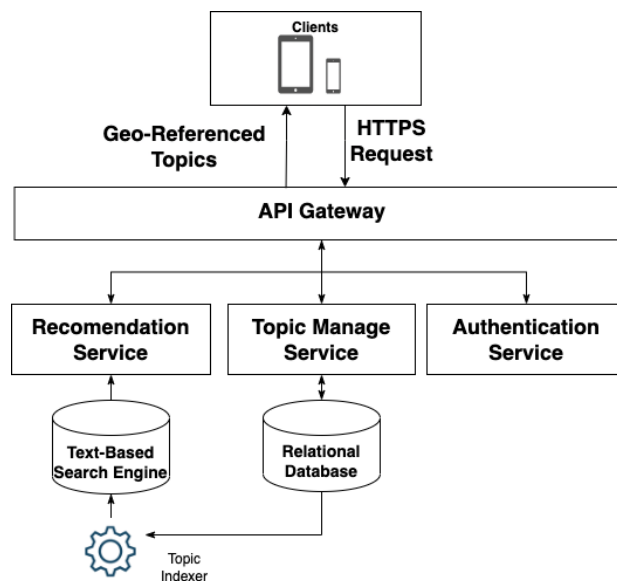 Clients
Geo-Referenced
Topics
HTTPS
Request
API Gateway
Recomendation
Service
Topic Manage
Service
Authentication
Service
Text-Based
Search Engine
Relational
Database
Topic
Indexer